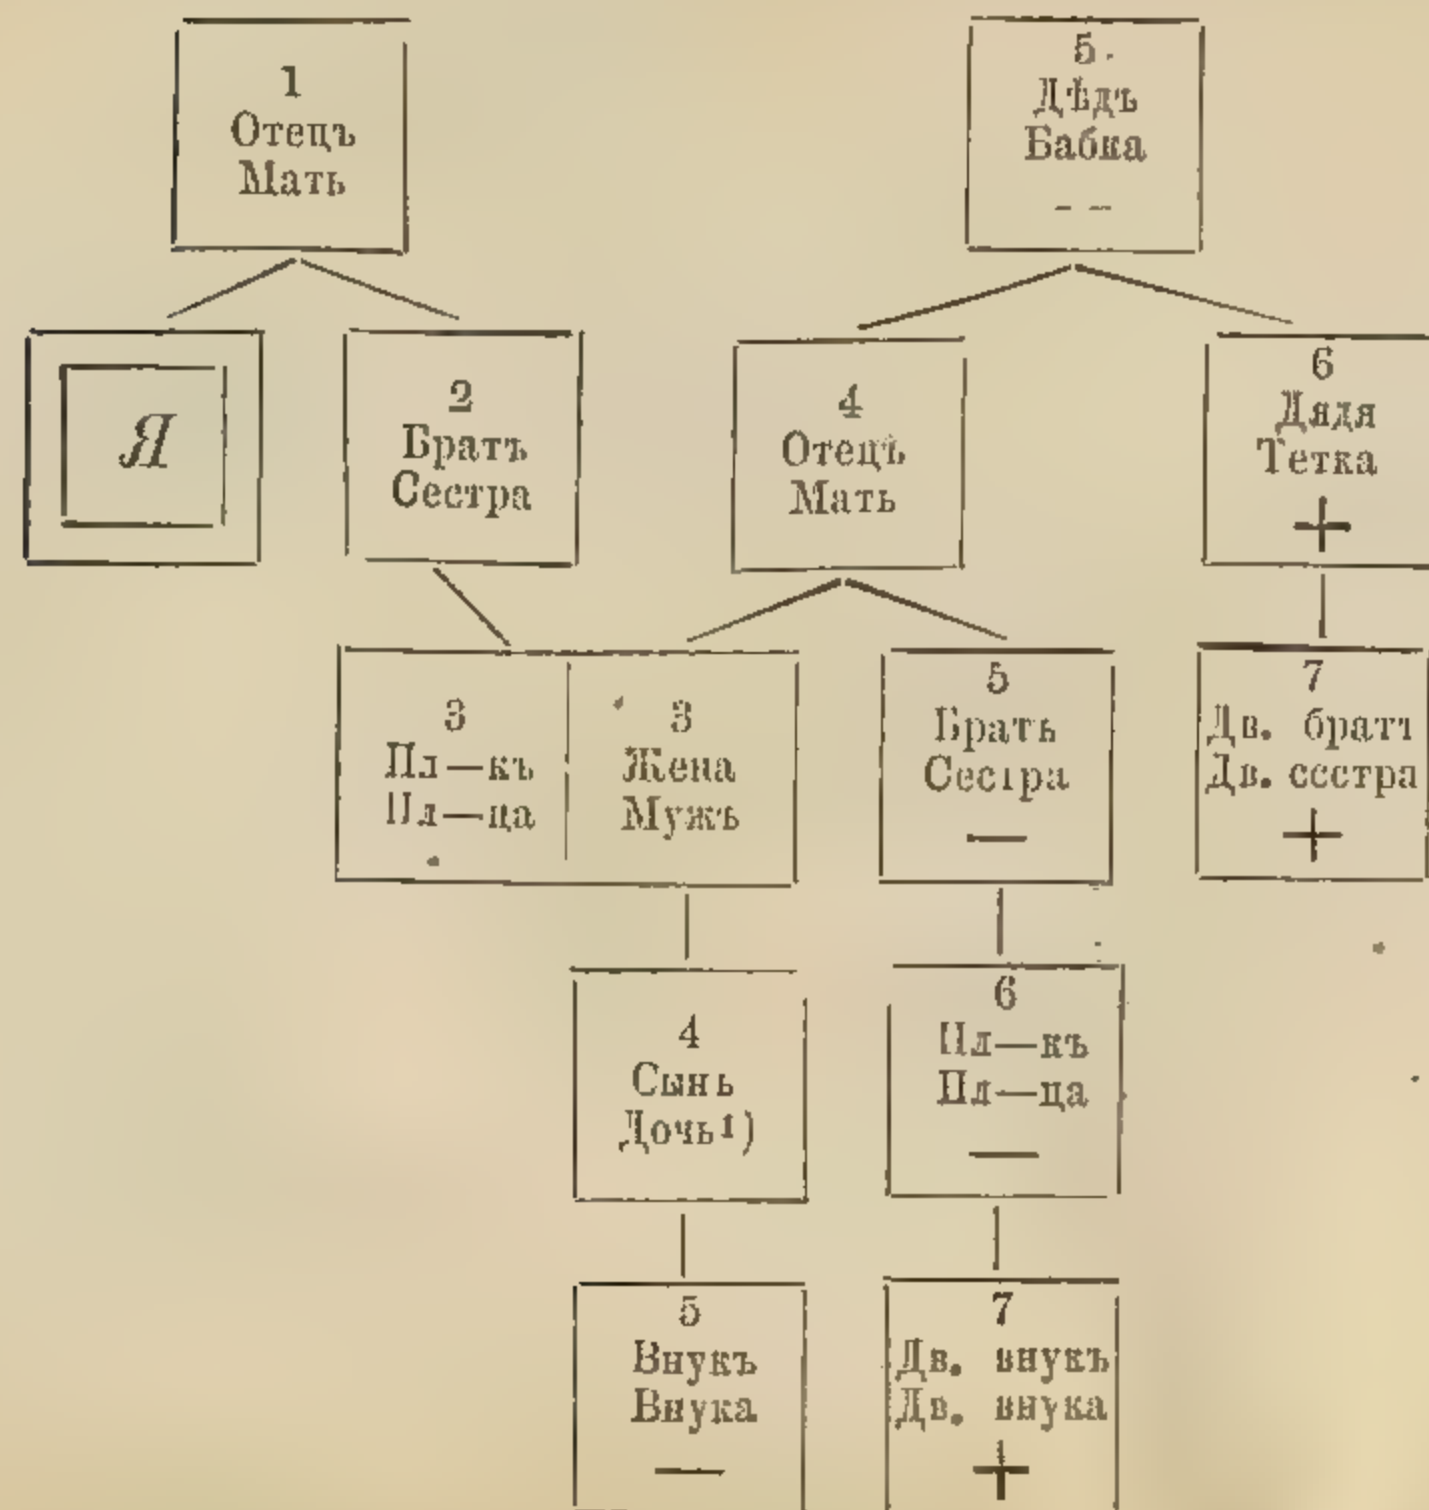 1
Отецъ
Мать
5
Дѣдъ
Бабка
— —
Я
2
Братъ
Сестра
4
Отецъ
Мать
6
Дядя
Тетка
+
3
Пл—къ
Пл—ца
3
Жена
Мужъ
5
Братъ
Сестра
—
7
Дв. братъ
Дв. сестра
+
4
Сынъ
Дочь¹)
6
Пл—къ
Пл—ца
—
5
Внукъ
Внука
—
7
Дв. внукъ
Дв. внука
+